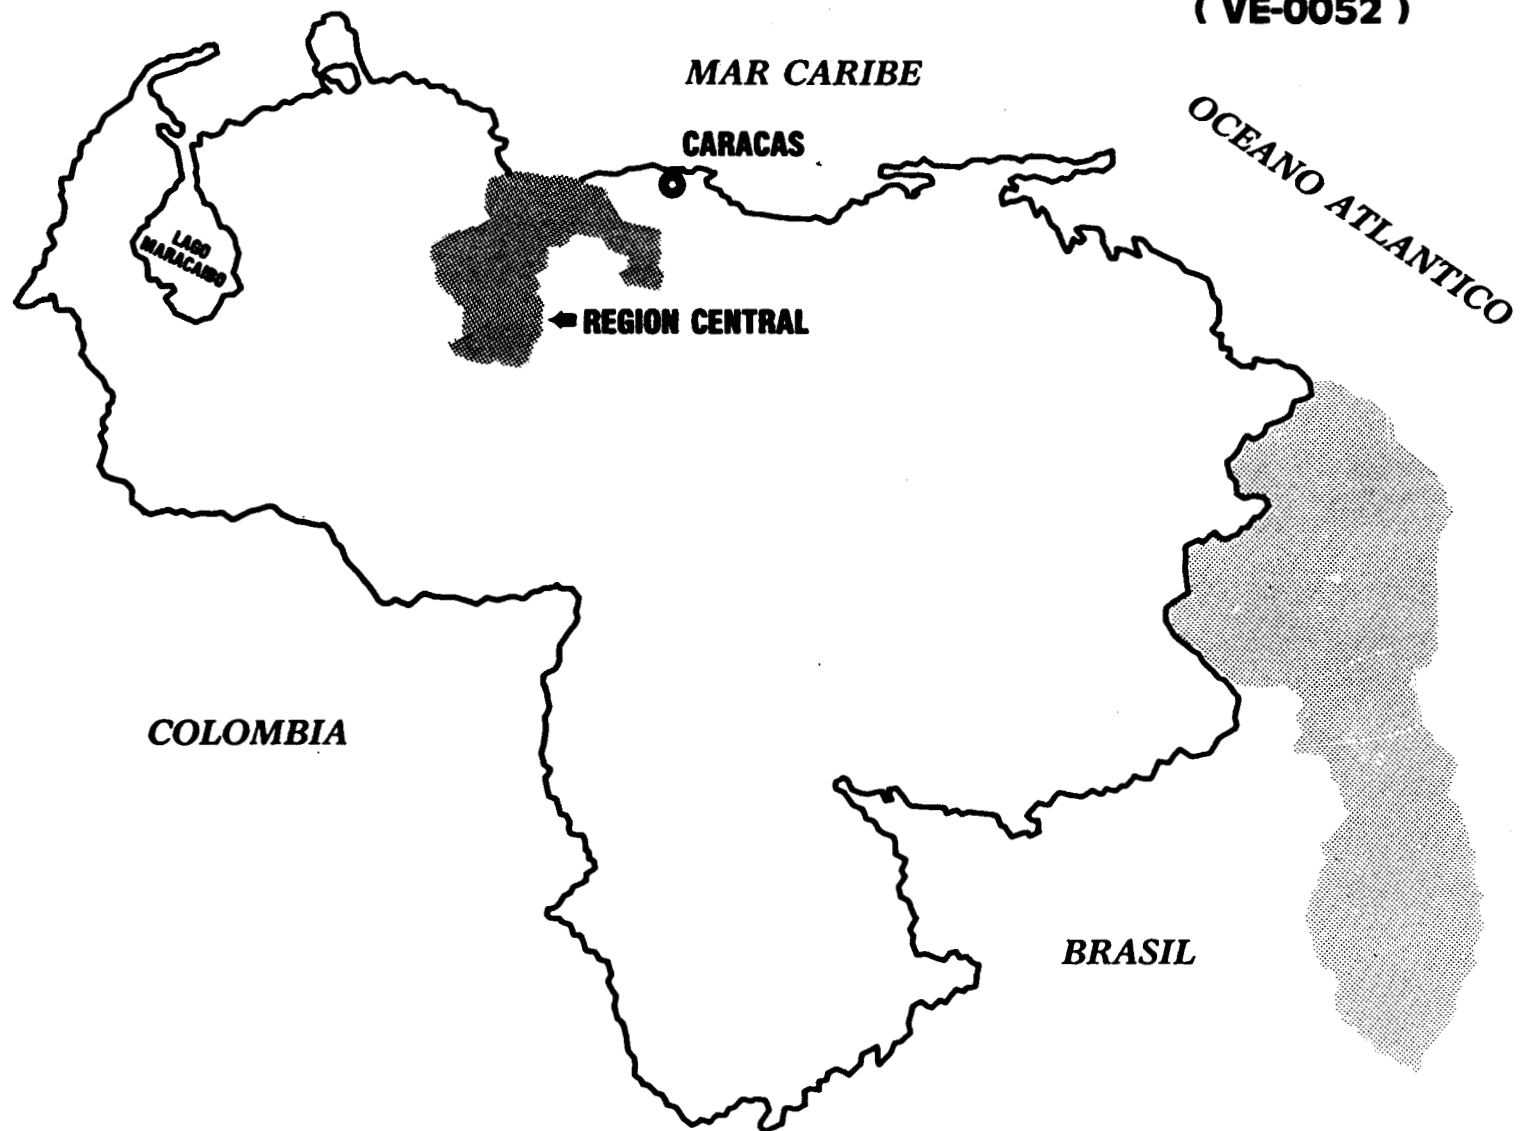 ( VE-0052 )
MAR CARIBE
OCEANO ATLANTICO
CARACAS
LAGO
MARACAIBO
REGION CENTRAL
COLOMBIA
BRASIL